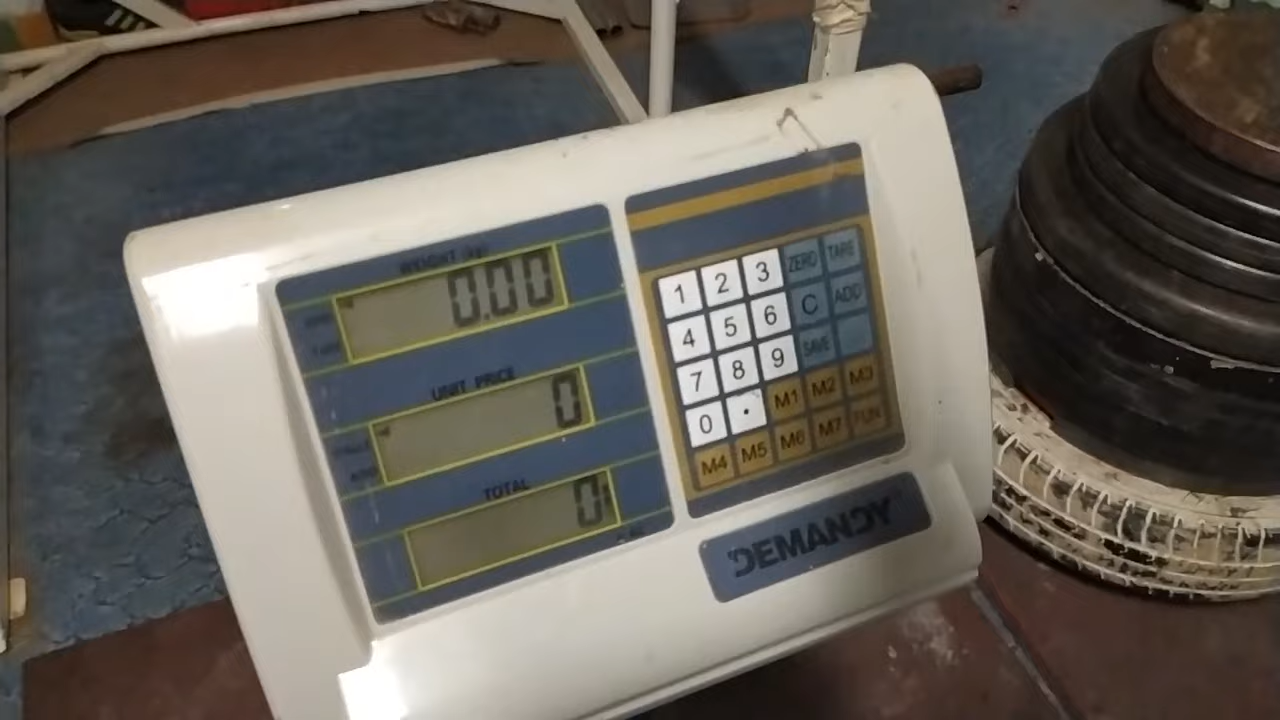 WEIGHT (kg)
0.00
UNIT PRICE
0
TOTAL
0
1 2 3 ZERO TARE
4 5 6 C ADD
7 8 9 SAVE
0 . M1 M2 M3
M4 M5 M6 M7 FUN
DEMANDY